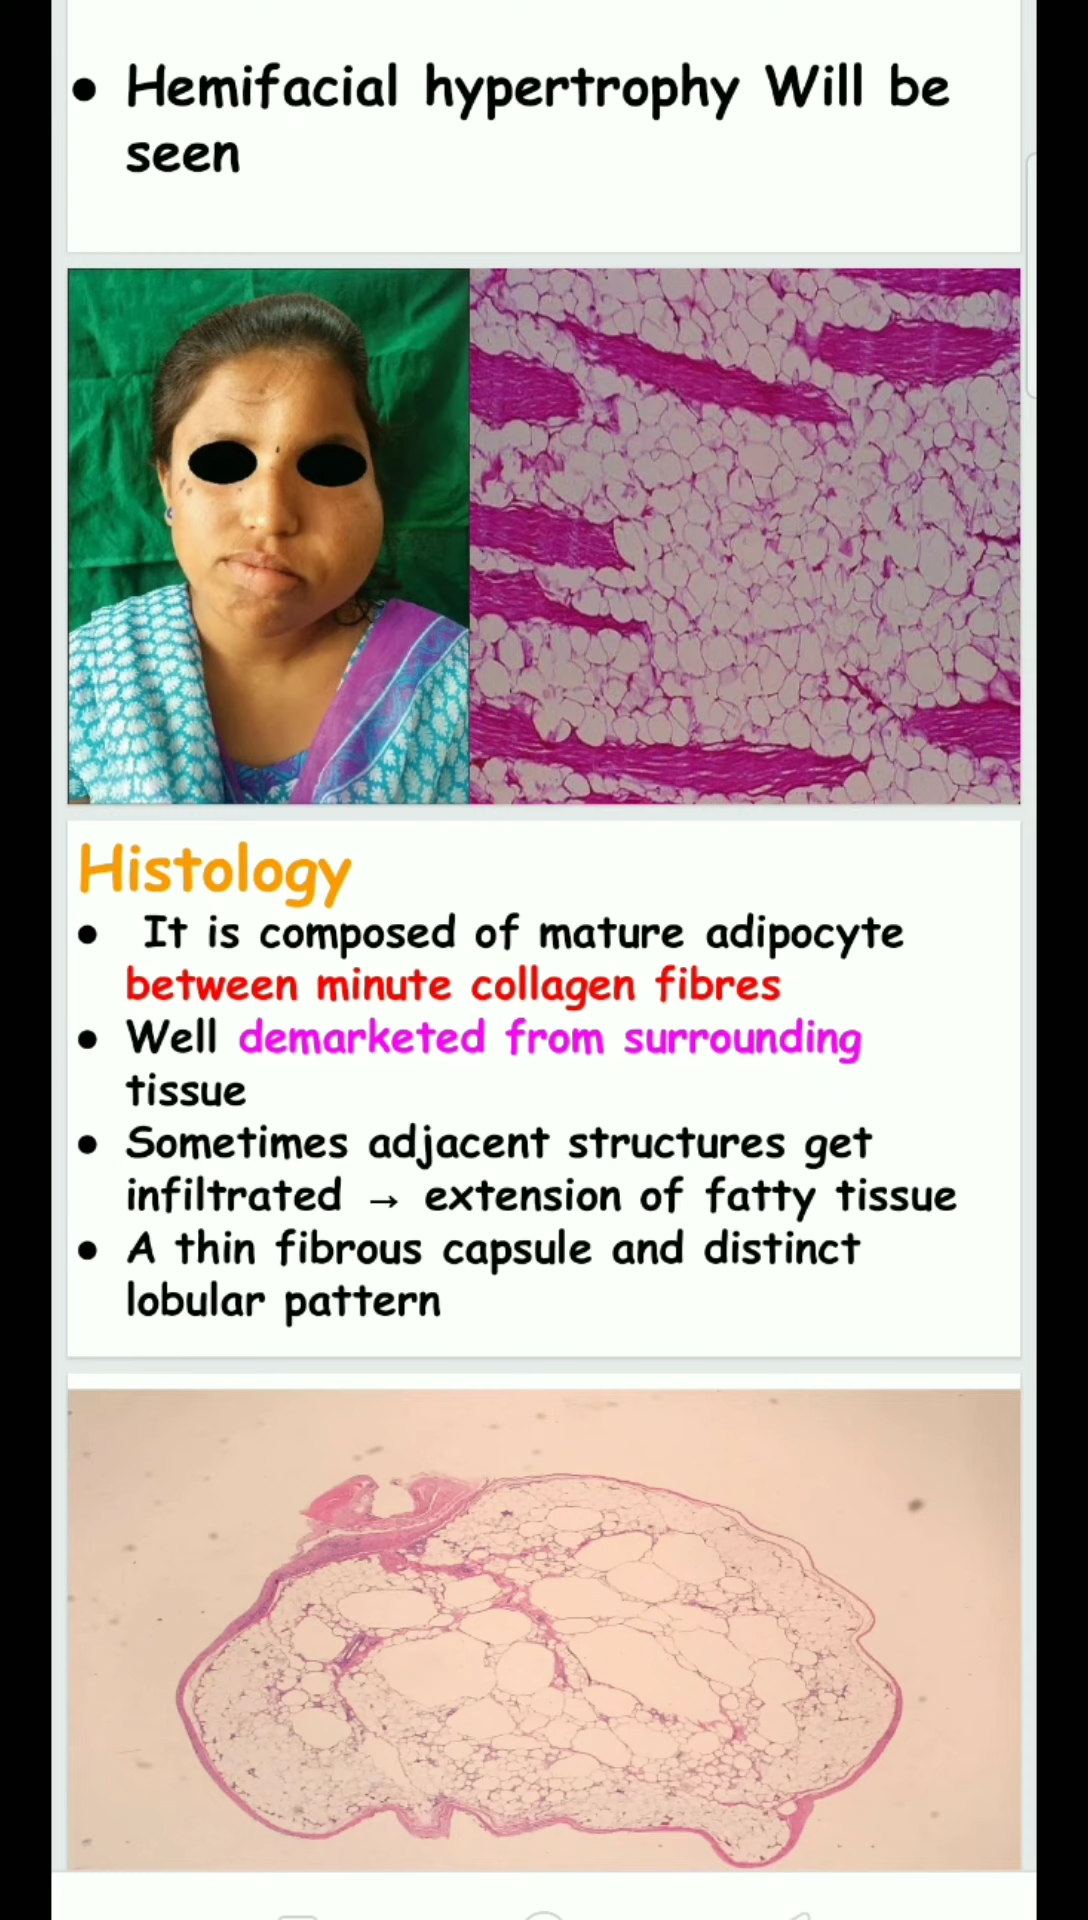 • Hemifacial hypertrophy Will be
seen
Histology
• It is composed of mature adipocyte
between minute collagen fibres
• Well demarketed from surrounding
tissue
• Sometimes adjacent structures get
infiltrated → extension of fatty tissue
• A thin fibrous capsule and distinct
lobular pattern